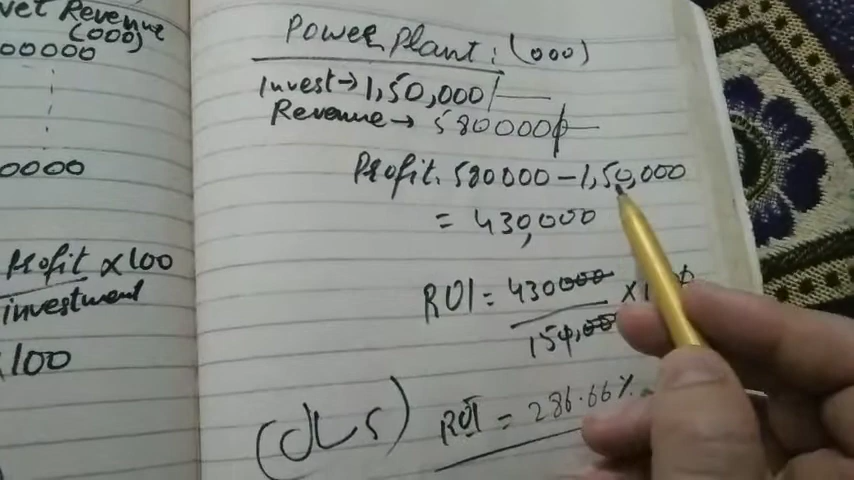 Net Revenue
(000)
00000
0000
Profit x100
investment
100
Power Plant: (000)
Invest→1,50,000/—
Revenue→ 580000/—
Profit. 580000-1,50,000
= 430,000
ROI = 430000 x
150,000
ROI = 286.66%